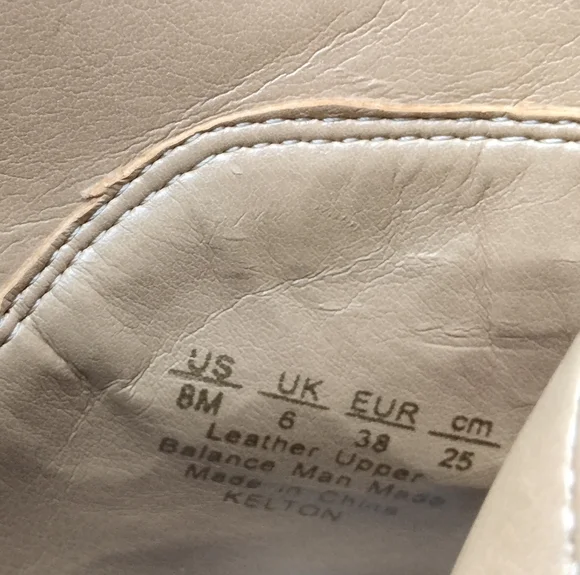 US UK EUR cm
8M 6 38 25
Leather Upper
Balance Man Made
Made in China
KELTON